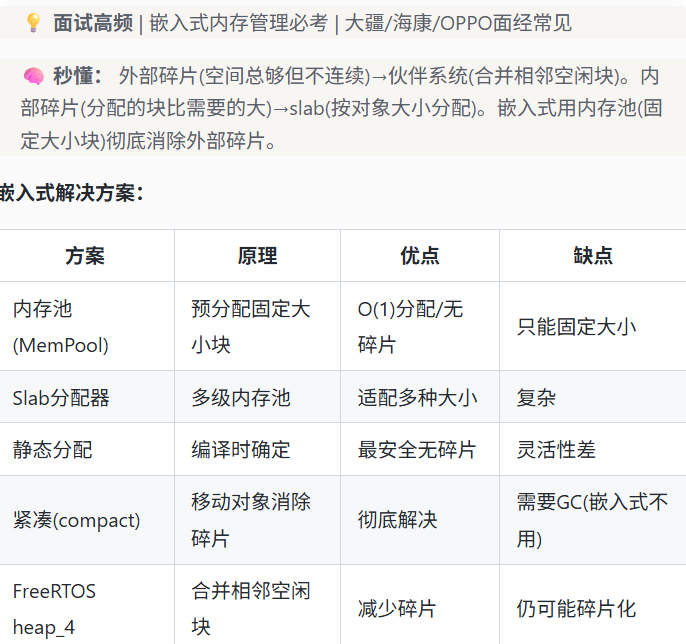 💡 面试高频 | 嵌入式内存管理必考 | 大疆/海康/OPPO面经常见
🧠 秒懂： 外部碎片(空间总够但不连续)→伙伴系统(合并相邻空闲块)。内
部碎片(分配的块比需要的大)→slab(按对象大小分配)。嵌入式用内存池(固
定大小块)彻底消除外部碎片。
嵌入式解决方案：
方案 原理 优点 缺点
内存池 预分配固定大 O(1)分配/无 只能固定大小
(MemPool) 小块 碎片
Slab分配器 多级内存池 适配多种大小 复杂
静态分配 编译时确定 最安全无碎片 灵活性差
紧凑(compact) 移动对象消除 彻底解决 需要GC(嵌入式不
碎片 用)
FreeRTOS 合并相邻空闲 减少碎片 仍可能碎片化
heap_4 块